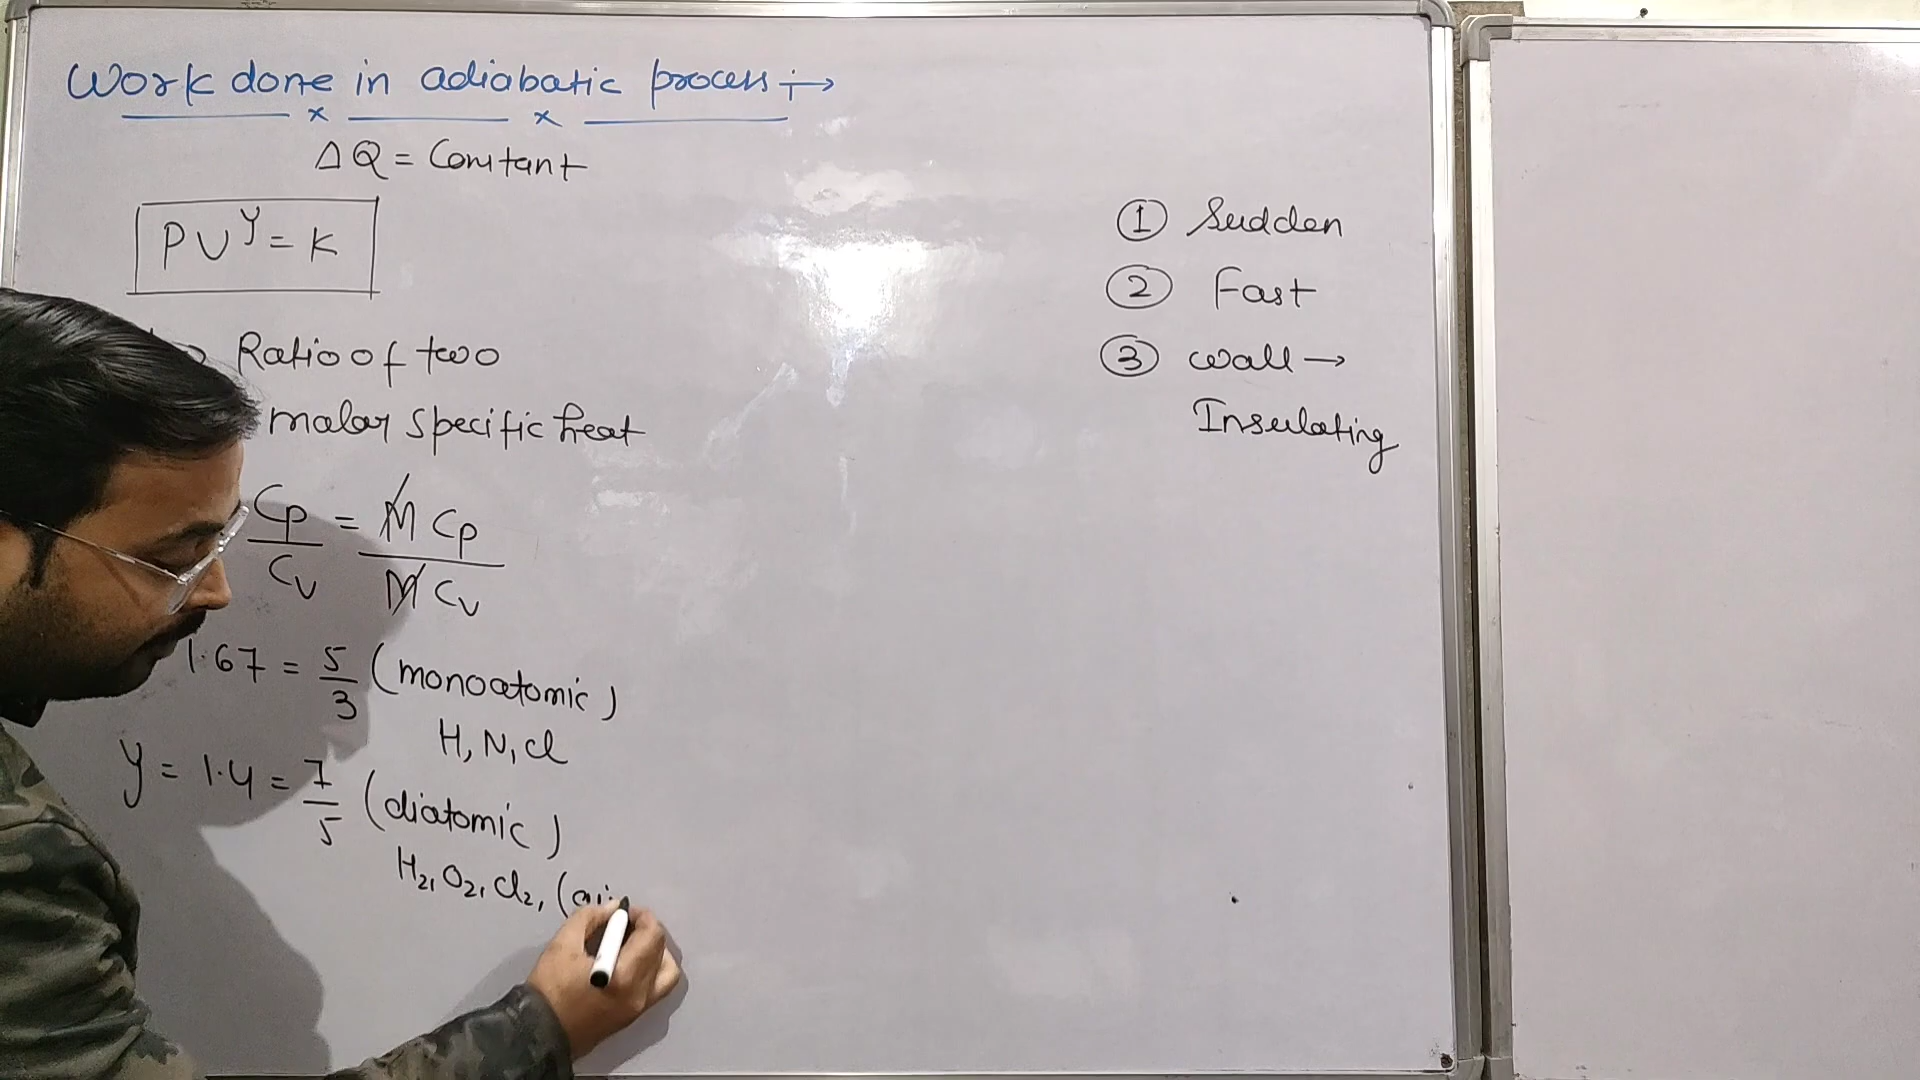 Work done in adiabatic process :→
ΔQ = Constant
PV^γ = K
Ratio of two
molar specific heat
Cp/Cv = M Cp/M Cv
1.67 = 5/3 (monoatomic)
H, N, Cl
γ = 1.4 = 7/5 (diatomic)
H2, O2, Cl2, (ai
① Sudden
② Fast
③ wall →
Insulating